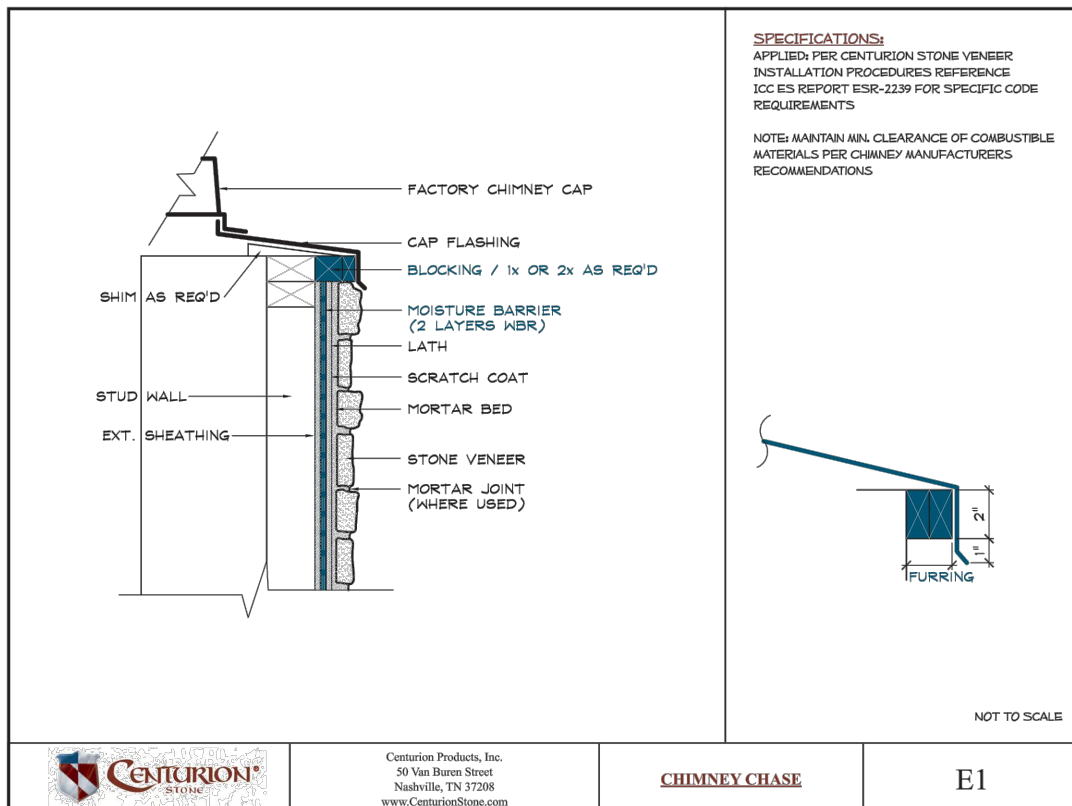 SPECIFICATIONS:
APPLIED: PER CENTURION STONE VENEER
INSTALLATION PROCEDURES REFERENCE
ICC ES REPORT ESR-2239 FOR SPECIFIC CODE
REQUIREMENTS
NOTE: MAINTAIN MIN. CLEARANCE OF COMBUSTIBLE
MATERIALS PER CHIMNEY MANUFACTURERS
RECOMMENDATIONS
FACTORY CHIMNEY CAP
CAP FLASHING
BLOCKING / 1x OR 2x AS REQ'D
SHIM AS REQ'D
MOISTURE BARRIER
(2 LAYERS WBR)
LATH
SCRATCH COAT
STUD WALL
MORTAR BED
EXT. SHEATHING
STONE VENEER
MORTAR JOINT
(WHERE USED)
2"
1"
FURRING
NOT TO SCALE
CENTURION®
STONE
Centurion Products, Inc.
50 Van Buren Street
Nashville, TN 37208
www.CenturionStone.com
CHIMNEY CHASE
E1